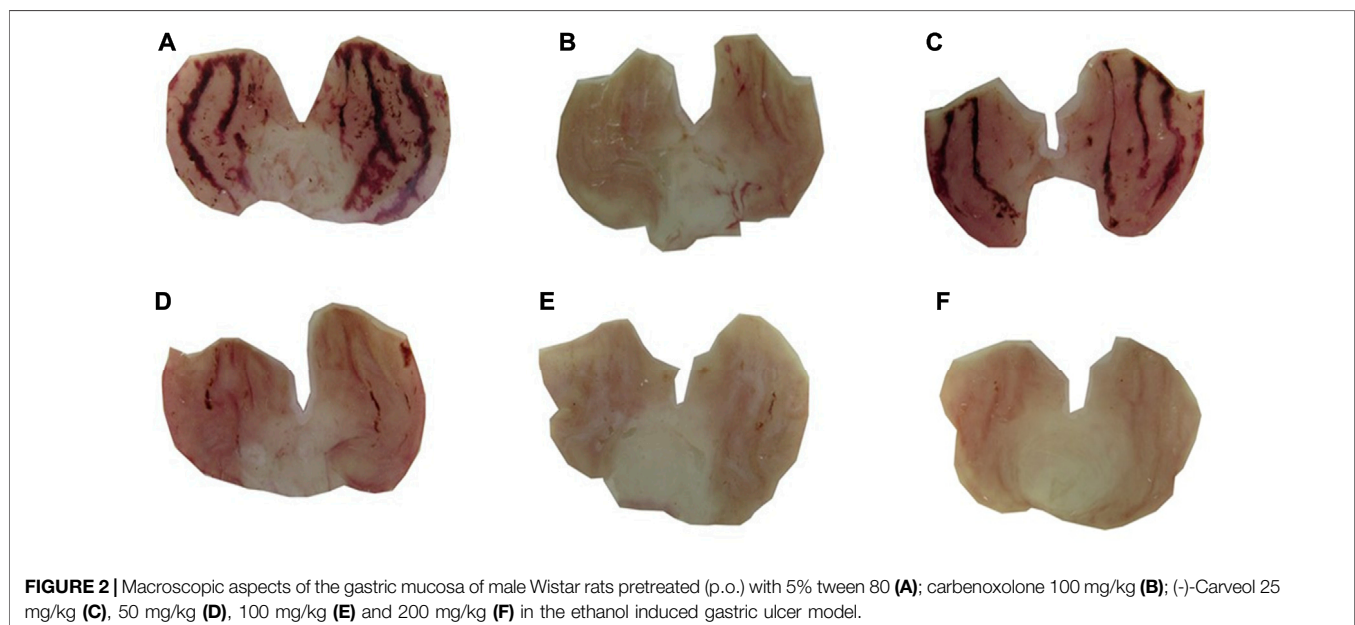 A
B
C
D
E
F
FIGURE 2 | Macroscopic aspects of the gastric mucosa of male Wistar rats pretreated (p.o.) with 5% tween 80 (A); carbenoxolone 100 mg/kg (B); (-)-Carveol 25
mg/kg (C), 50 mg/kg (D), 100 mg/kg (E) and 200 mg/kg (F) in the ethanol induced gastric ulcer model.